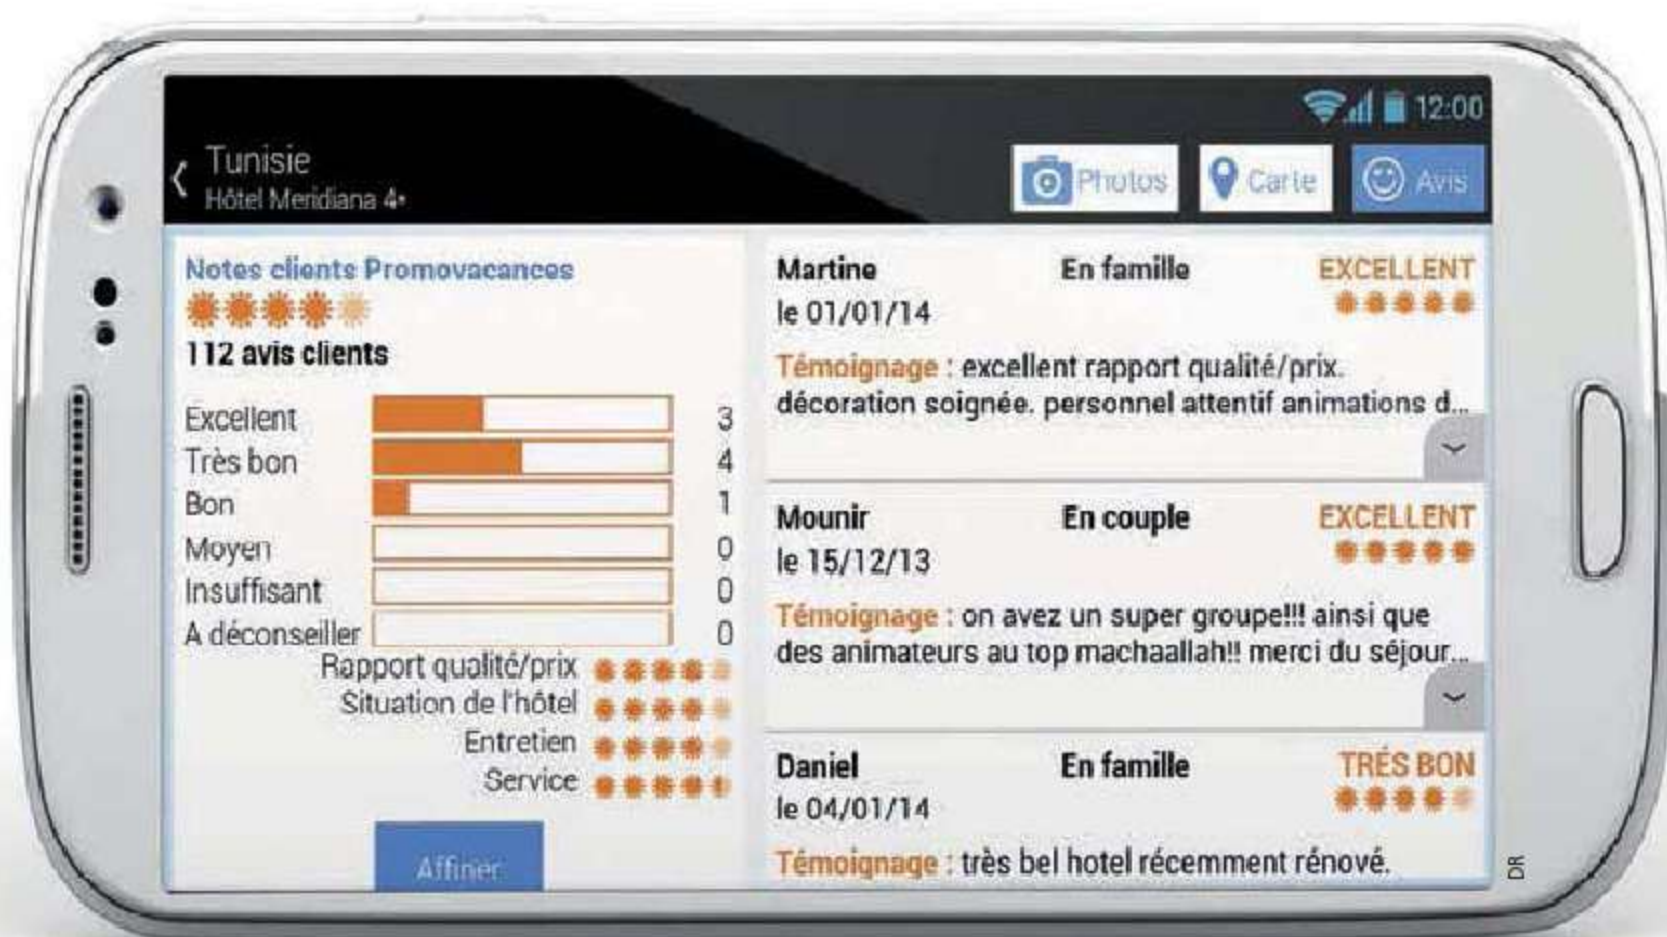 12:00
Tunisie
Hôtel Meridiana 4*
Photos
Carte
Avis
Notes clients Promovacances
112 avis clients
Excellent 3
Très bon 4
Bon 1
Moyen 0
Insuffisant 0
A déconseiller 0
Rapport qualité/prix
Situation de l'hôtel
Entretien
Service
Affiner
Martine En famille EXCELLENT
le 01/01/14
Témoignage : excellent rapport qualité/prix.
décoration soignée. personnel attentif animations d...
Mounir En couple EXCELLENT
le 15/12/13
Témoignage : on avez un super groupe!!! ainsi que
des animateurs au top machaallah!! merci du séjour...
Daniel En famille TRÉS BON
le 04/01/14
Témoignage : très bel hotel récemment rénové.
DR